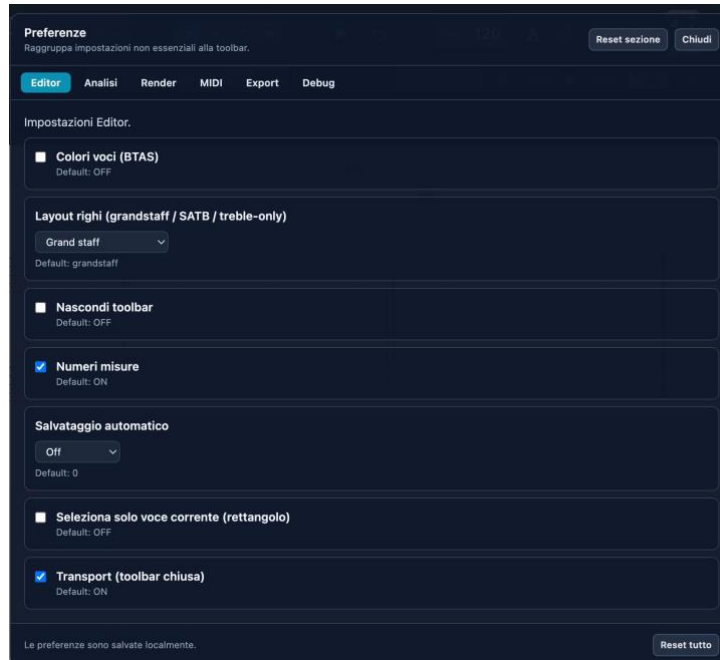 Preferenze
Raggruppa impostazioni non essenziali alla toolbar.
Reset sezione
Chiudi
Editor Analisi Render MIDI Export Debug
Impostazioni Editor.
Colori voci (BTAS)
Default: OFF
Layout righi (grandstaff / SATB / treble-only)
Grand staff
Default: grandstaff
Nascondi toolbar
Default: OFF
Numeri misure
Default: ON
Salvataggio automatico
Off
Default: 0
Seleziona solo voce corrente (rettangolo)
Default: OFF
Transport (toolbar chiusa)
Default: ON
Le preferenze sono salvate localmente.
Reset tutto